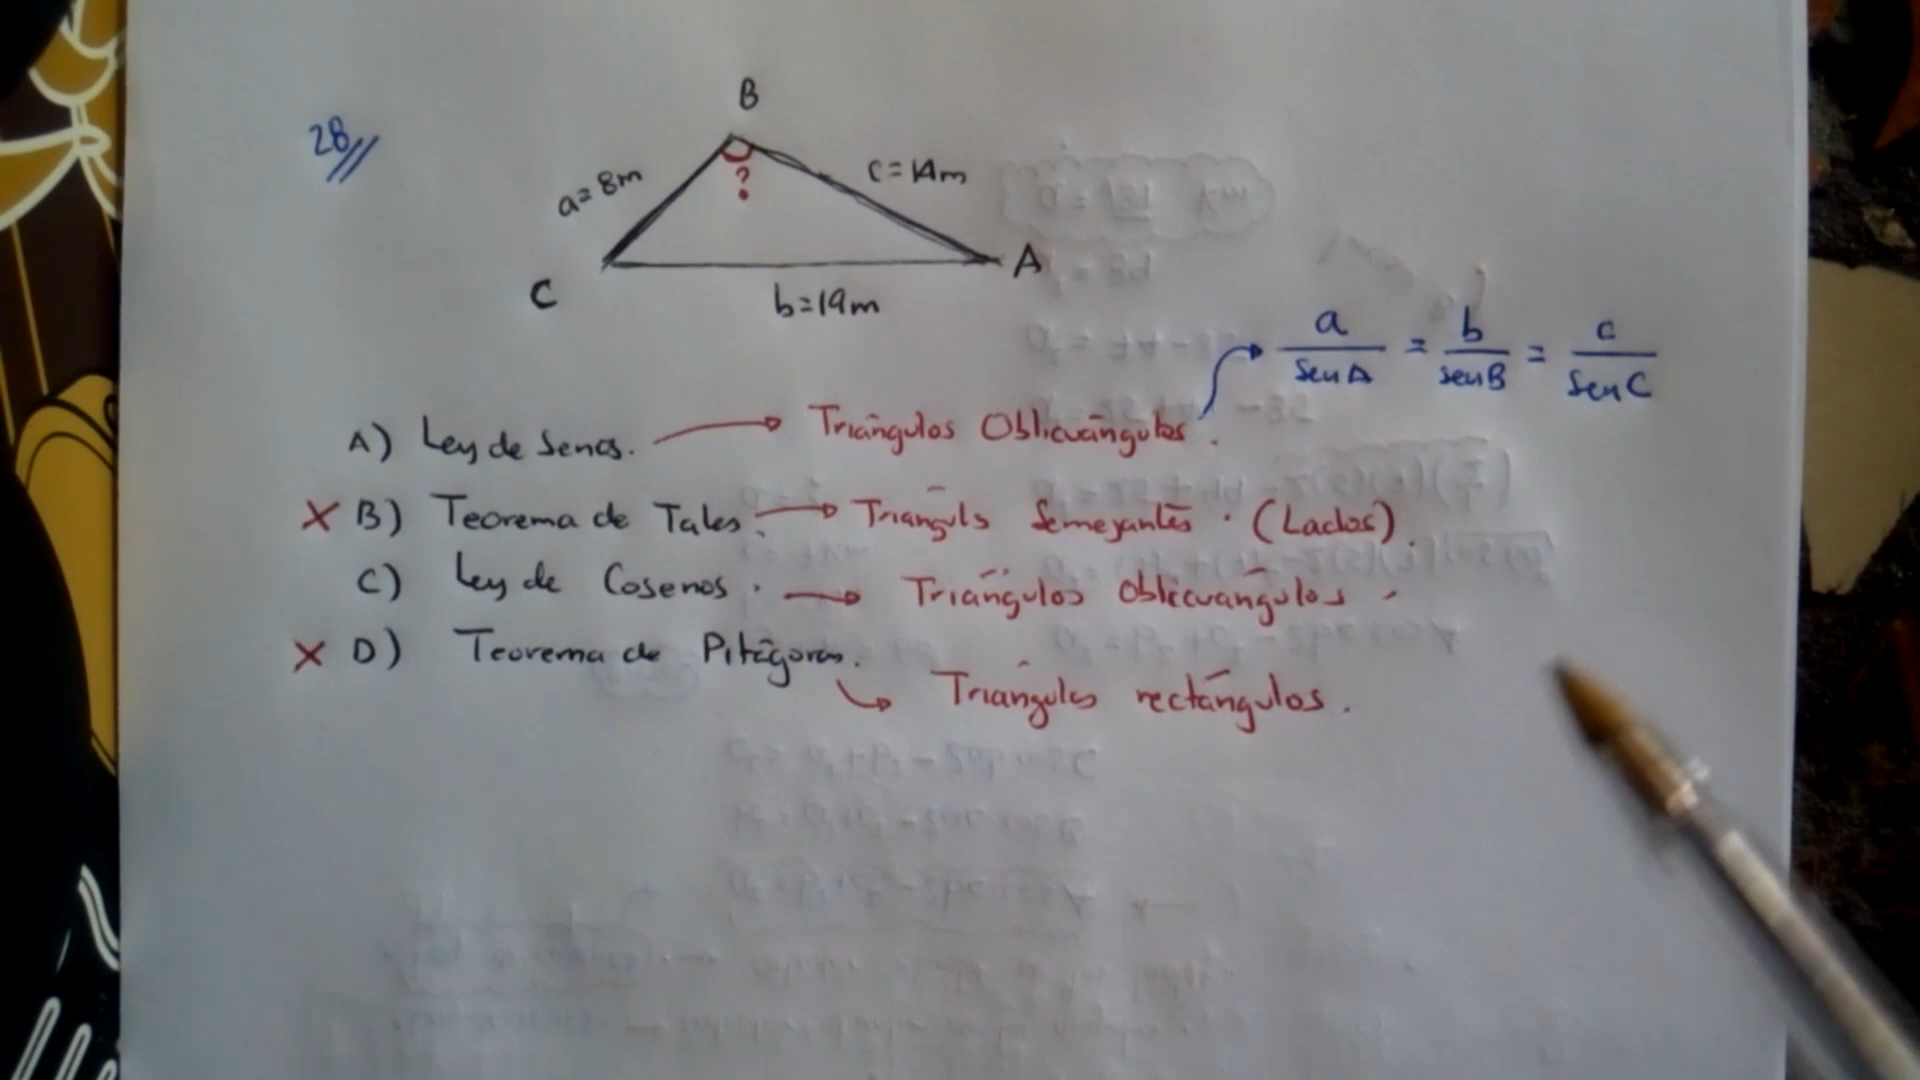 28//
B
a=8m
c=14m
?
C
A
b=19m
a/senA = b/senB = c/senC
A) Ley de Senos. → Triángulos Oblicuángulos.
X B) Teorema de Tales. → Triánguls Semejantes. (Lados).
C) Ley de Cosenos. → Triángulos Oblicuángulos.
X D) Teorema de Pitágoras.
↳ Triángulos rectángulos.